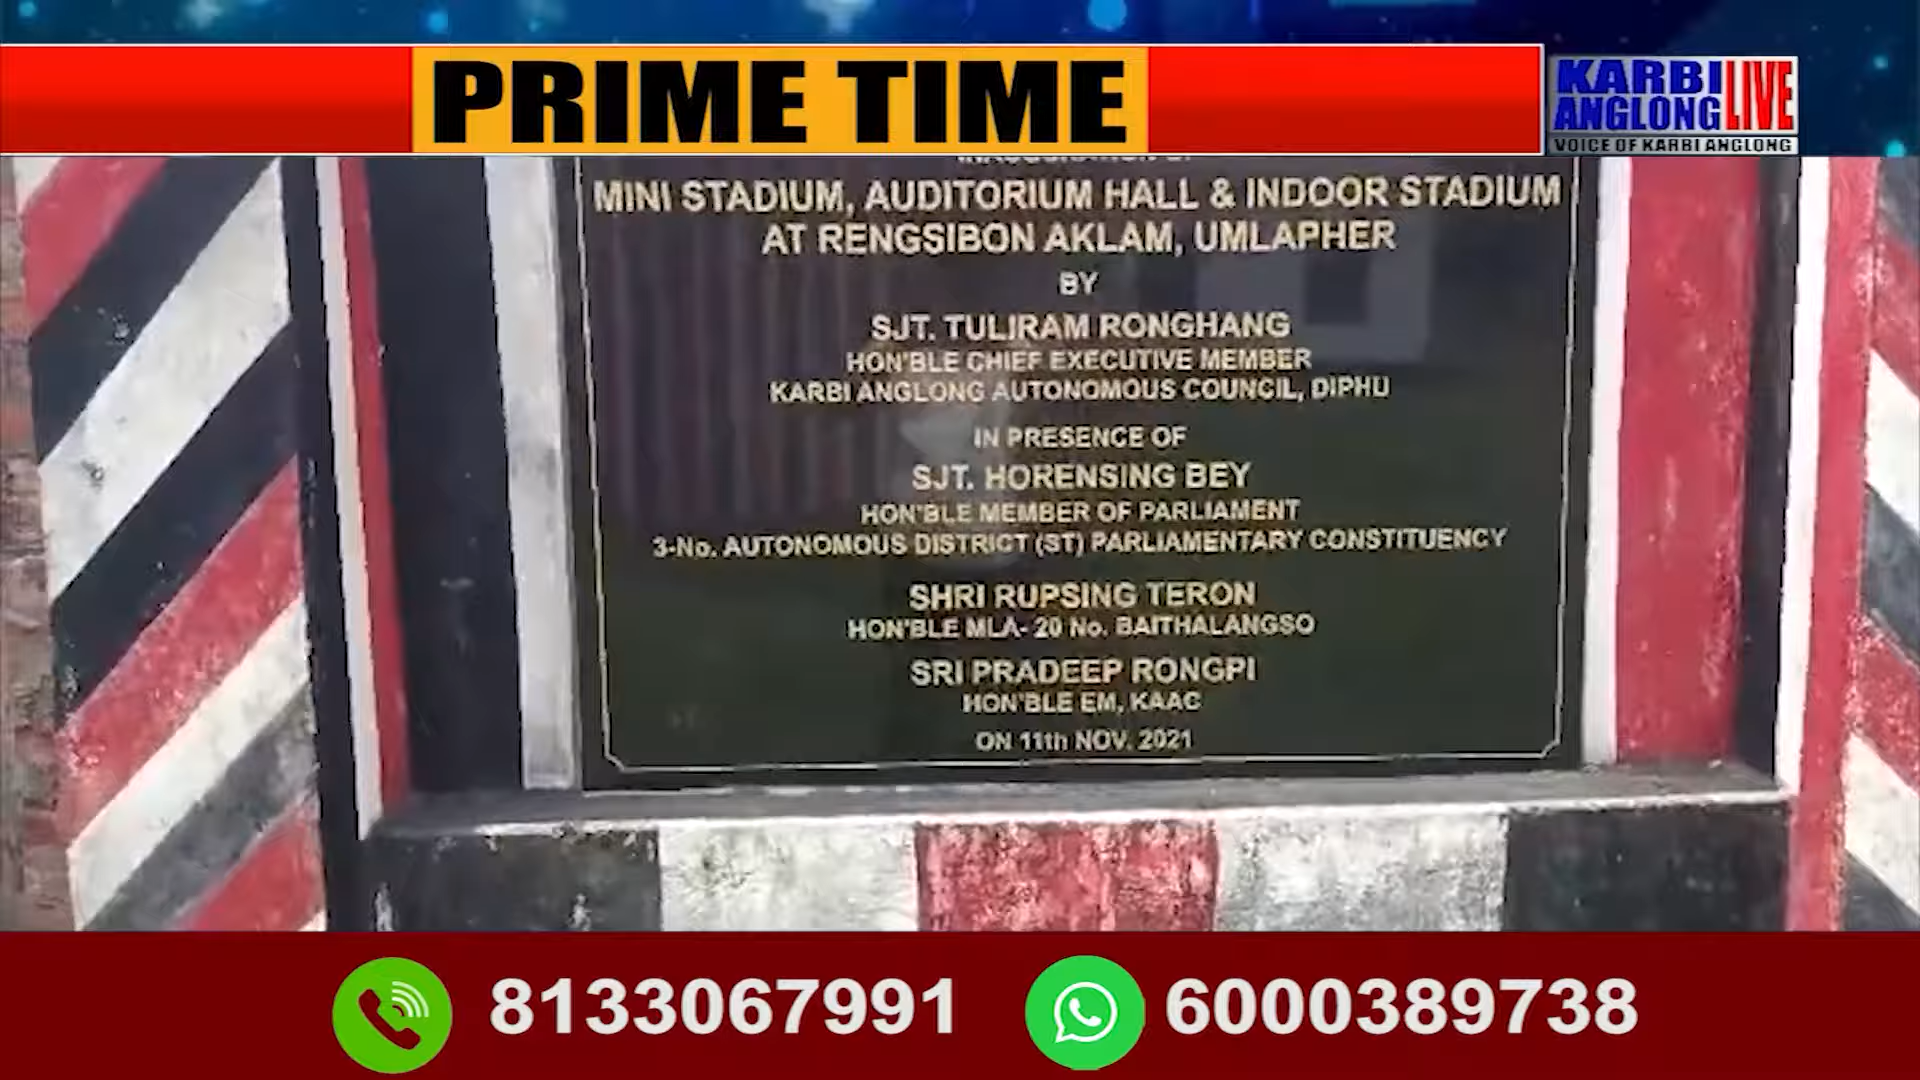 PRIME TIME
KARBI
ANGLONG LIVE
VOICE OF KARBI ANGLONG
MINI STADIUM, AUDITORIUM HALL & INDOOR STADIUM
AT RENGSIBON AKLAM, UMLAPHER
BY
SJT. TULIRAM RONGHANG
HON'BLE CHIEF EXECUTIVE MEMBER
KARBI ANGLONG AUTONOMOUS COUNCIL, DIPHU
IN PRESENCE OF
SJT. HORENSING BEY
HON'BLE MEMBER OF PARLIAMENT
3-No. AUTONOMOUS DISTRICT (ST) PARLIAMENTARY CONSTITUENCY
SHRI RUPSING TERON
HON'BLE MLA- 20 No. BAITHALANGSO
SRI PRADEEP RONGPI
HON'BLE EM, KAAC
ON 11th NOV. 2021
8133067991
6000389738